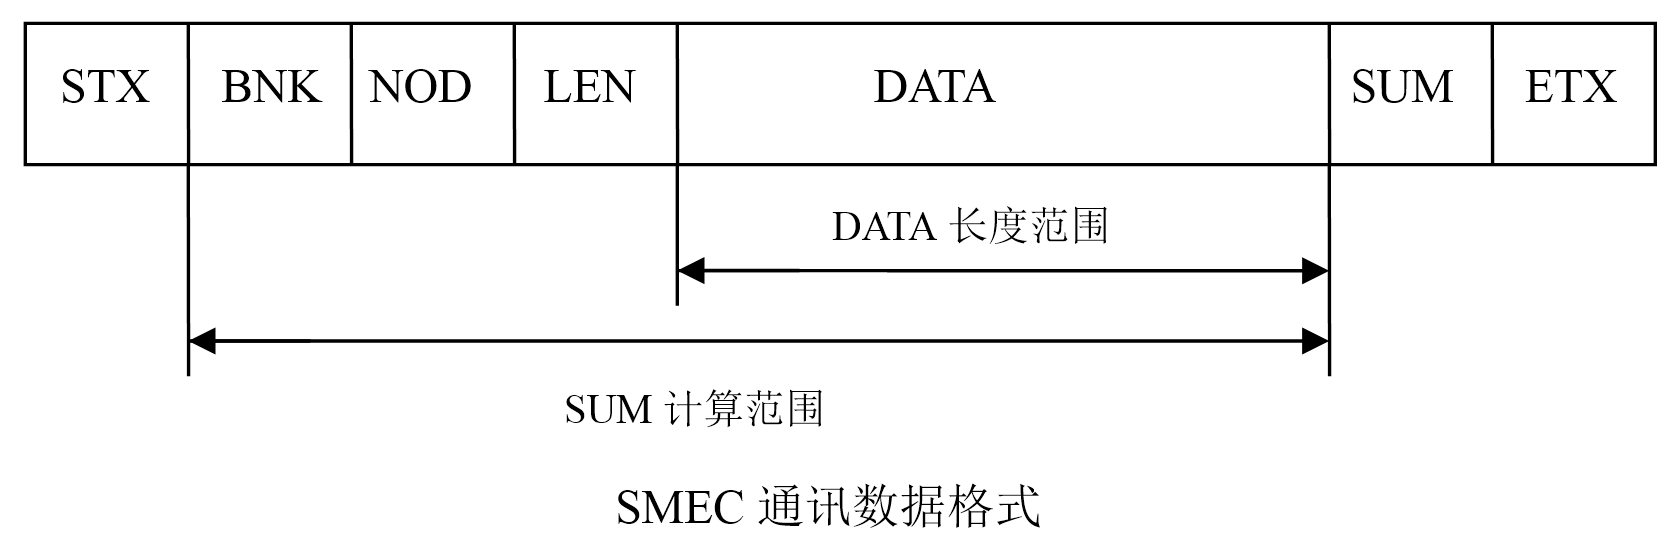 STX BNK NOD LEN DATA SUM ETX
DATA 长度范围
SUM 计算范围
SMEC 通讯数据格式